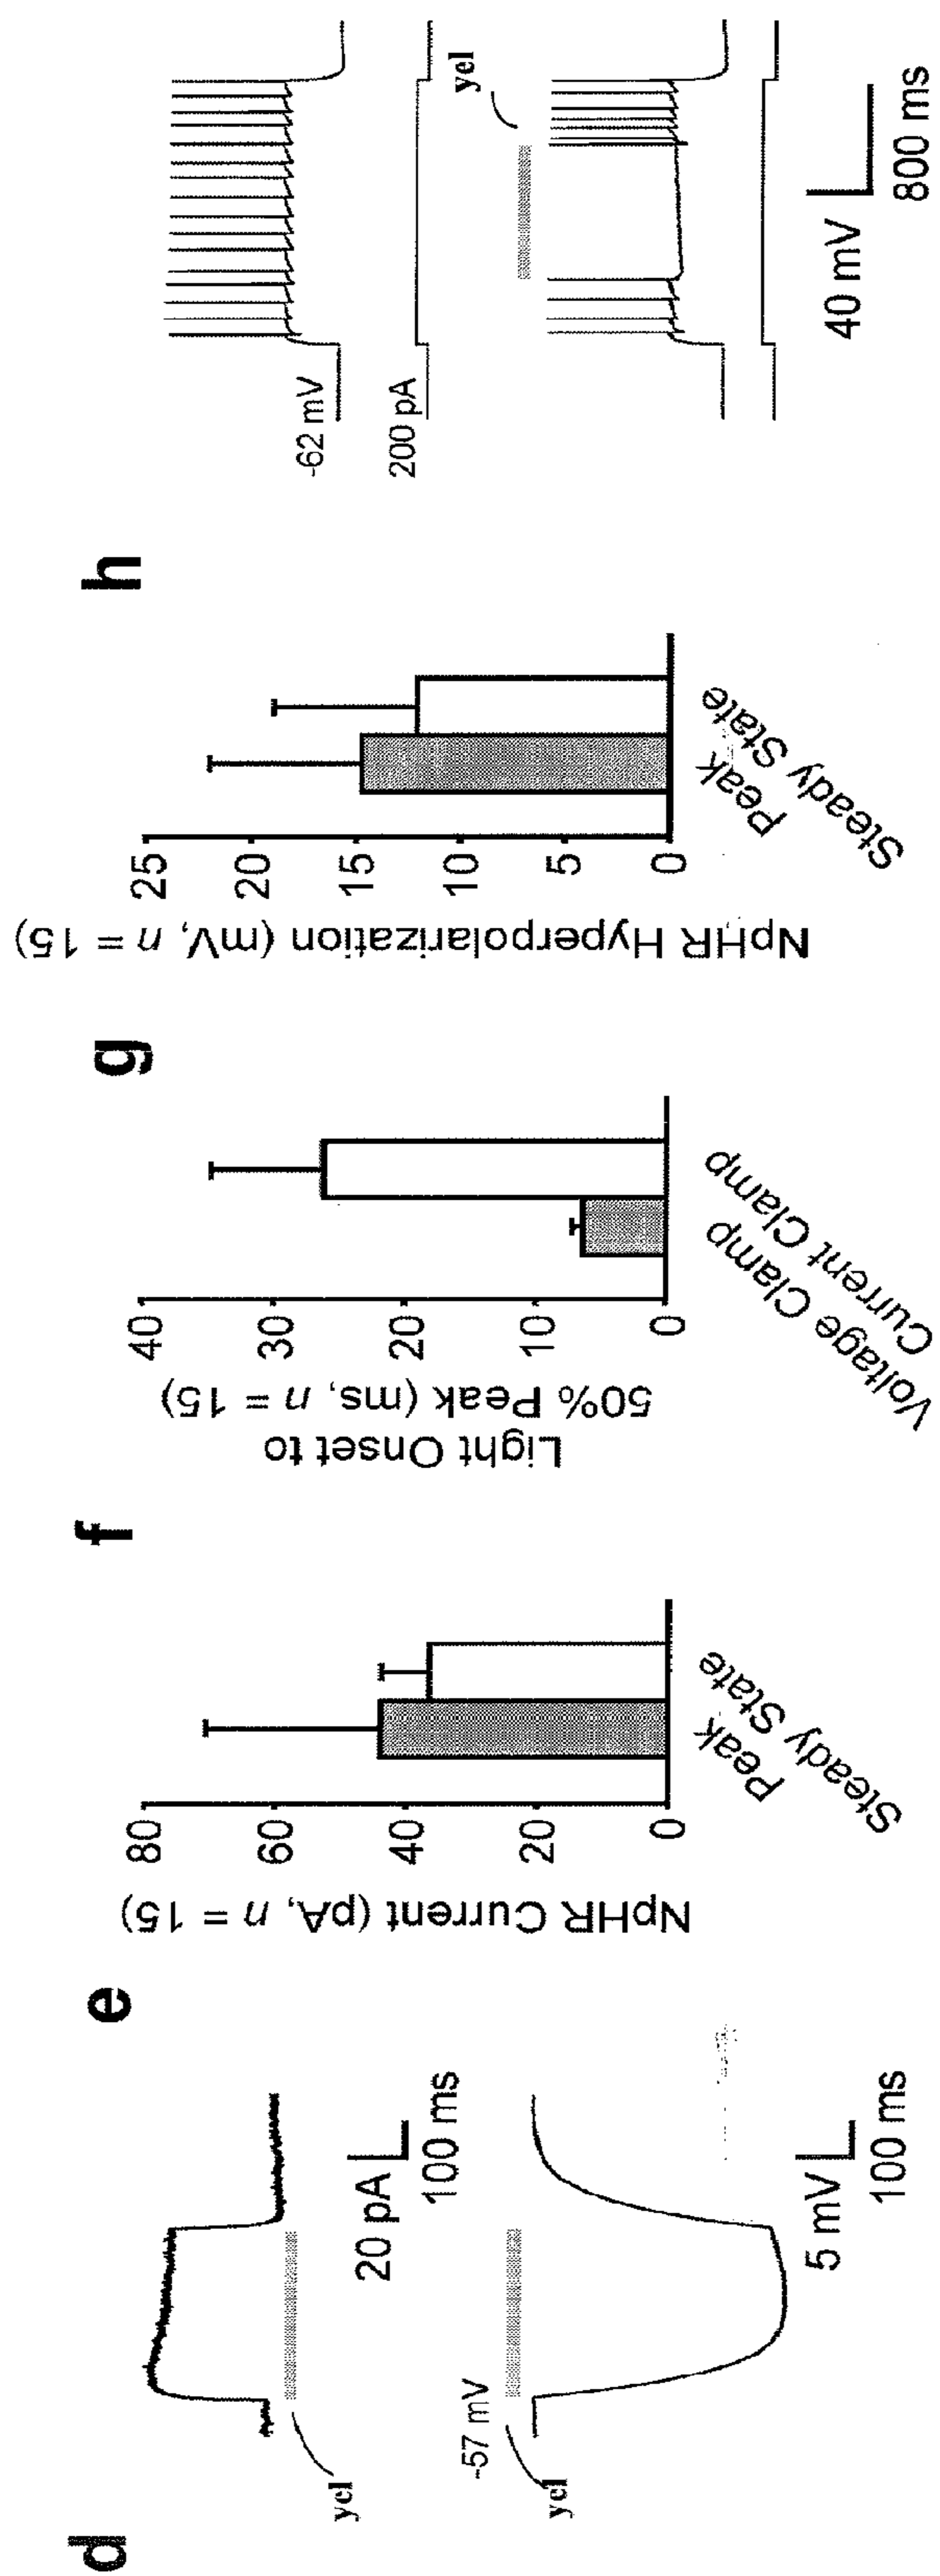 d
yel
20 pA
100 ms
-57 mV
yel
5 mV
100 ms
e
NpHR Current (pA, n = 15)
80
60
40
20
0
Peak
Steady State
f
Light Onset to
50% Peak (ms, n = 15)
40
30
20
10
0
Voltage Clamp
Current Clamp
g
NpHR Hyperpolarization (mV, n = 15)
25
20
15
10
5
0
Peak
Steady State
h
-62 mV
200 pA
yel
40 mV
800 ms